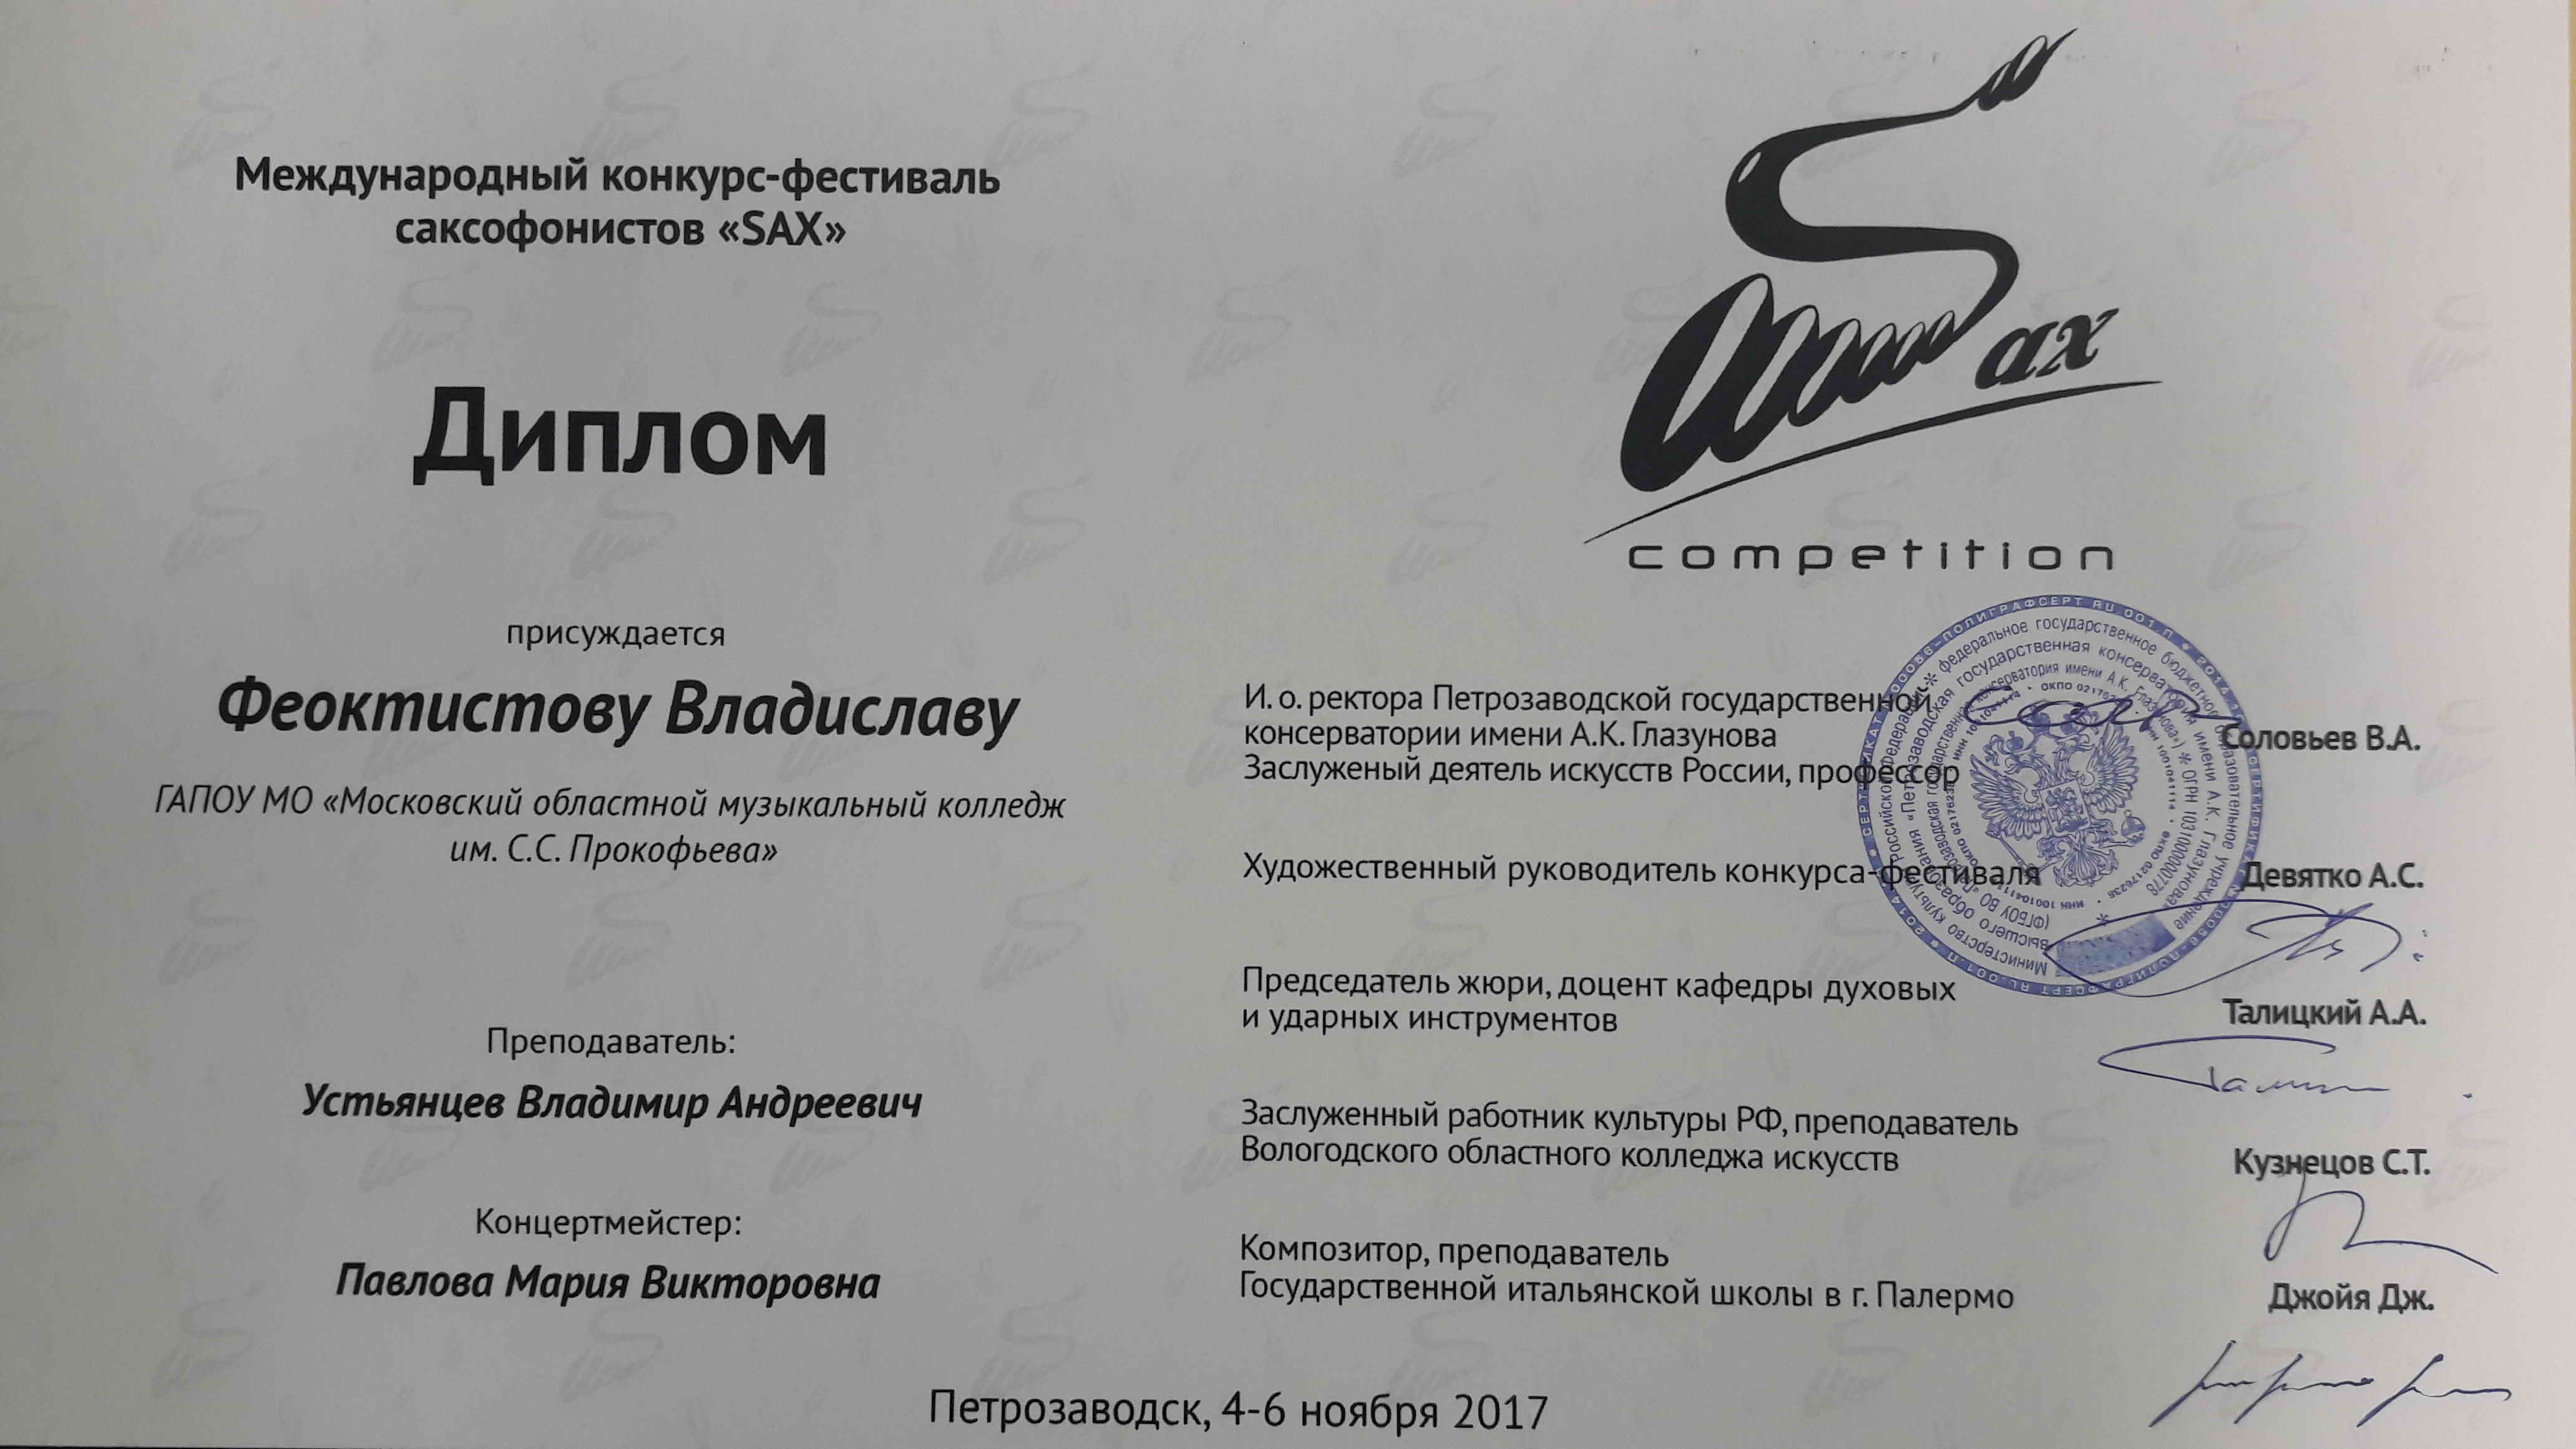 Международный конкурс-фестиваль
саксофонистов «SAX»
Диплом
присуждается
Феоктистову Владиславу
ГАПОУ МО «Московский областной музыкальный колледж
им. С.С. Прокофьева»
Преподаватель:
Устьянцев Владимир Андреевич
Концертмейстер:
Павлова Мария Викторовна
Sax
competition
И. о. ректора Петрозаводской государственной
консерватории имени А.К. Глазунова
Заслуженый деятель искусств России, профессор
Соловьев В.А.
Художественный руководитель конкурса-фестиваля
Девятко А.С.
Председатель жюри, доцент кафедры духовых
и ударных инструментов
Талицкий А.А.
Заслуженный работник культуры РФ, преподаватель
Вологодского областного колледжа искусств
Кузнецов С.Т.
Композитор, преподаватель
Государственной итальянской школы в г. Палермо
Джойя Дж.
Петрозаводск, 4-6 ноября 2017